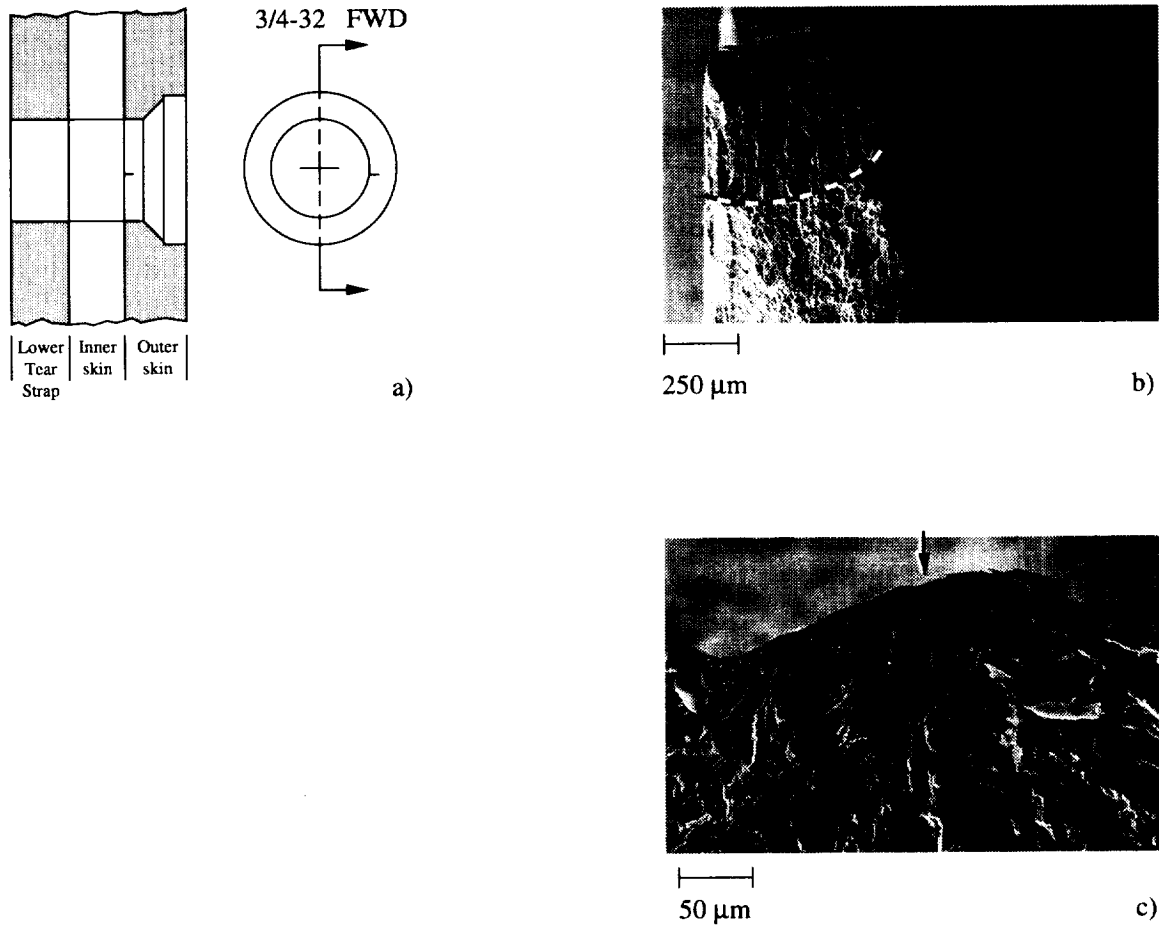 3/4-32 FWD
Lower Tear Strap
Inner skin
Outer skin
a)
250 μm
b)
50 μm
c)